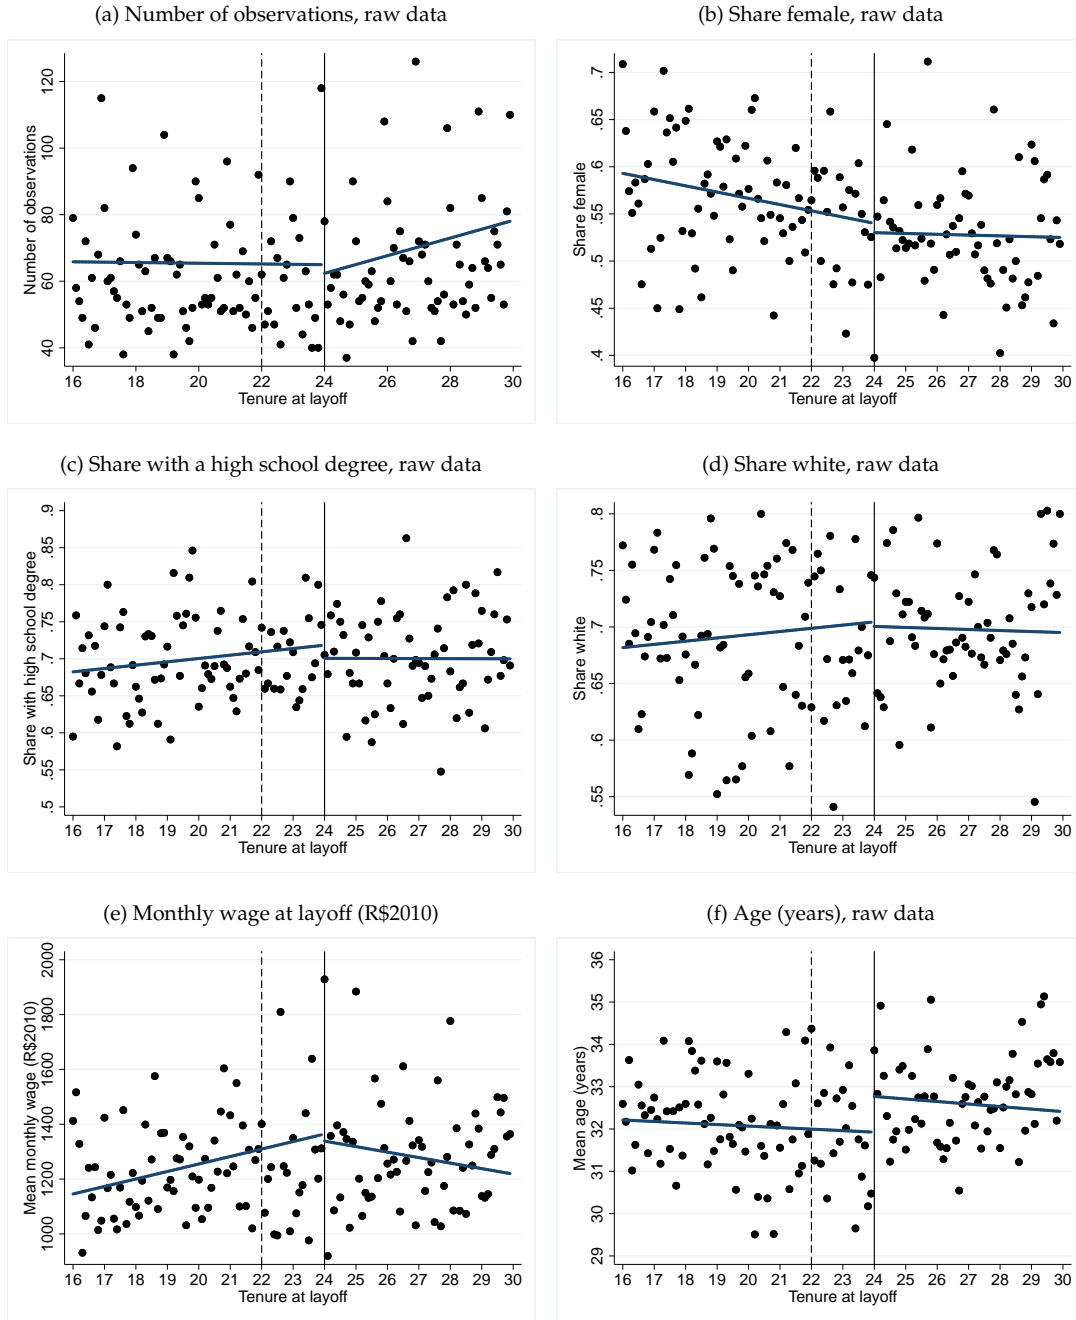 (a) Number of observations, raw data
(b) Share female, raw data
Number of observations
40 60 80 100 120
16 18 20 22 24 26 28 30
Tenure at layoff
Share female
.4 .45 .5 .55 .6 .65 .7
16 17 18 19 20 21 22 23 24 25 26 27 28 29 30
Tenure at layoff
(c) Share with a high school degree, raw data
(d) Share white, raw data
Share with high school degree
.5 .55 .6 .65 .7 .75 .8 .85 .9
16 17 18 19 20 21 22 23 24 25 26 27 28 29 30
Tenure at layoff
Share white
.55 .6 .65 .7 .75 .8
16 17 18 19 20 21 22 23 24 25 26 27 28 29 30
Tenure at layoff
(e) Monthly wage at layoff (R$2010)
(f) Age (years), raw data
Mean monthly wage (R$2010)
1000 1200 1400 1600 1800 2000
16 17 18 19 20 21 22 23 24 25 26 27 28 29 30
Tenure at layoff
Mean age (years)
29 30 31 32 33 34 35 36
16 17 18 19 20 21 22 23 24 25 26 27 28 29 30
Tenure at layoff